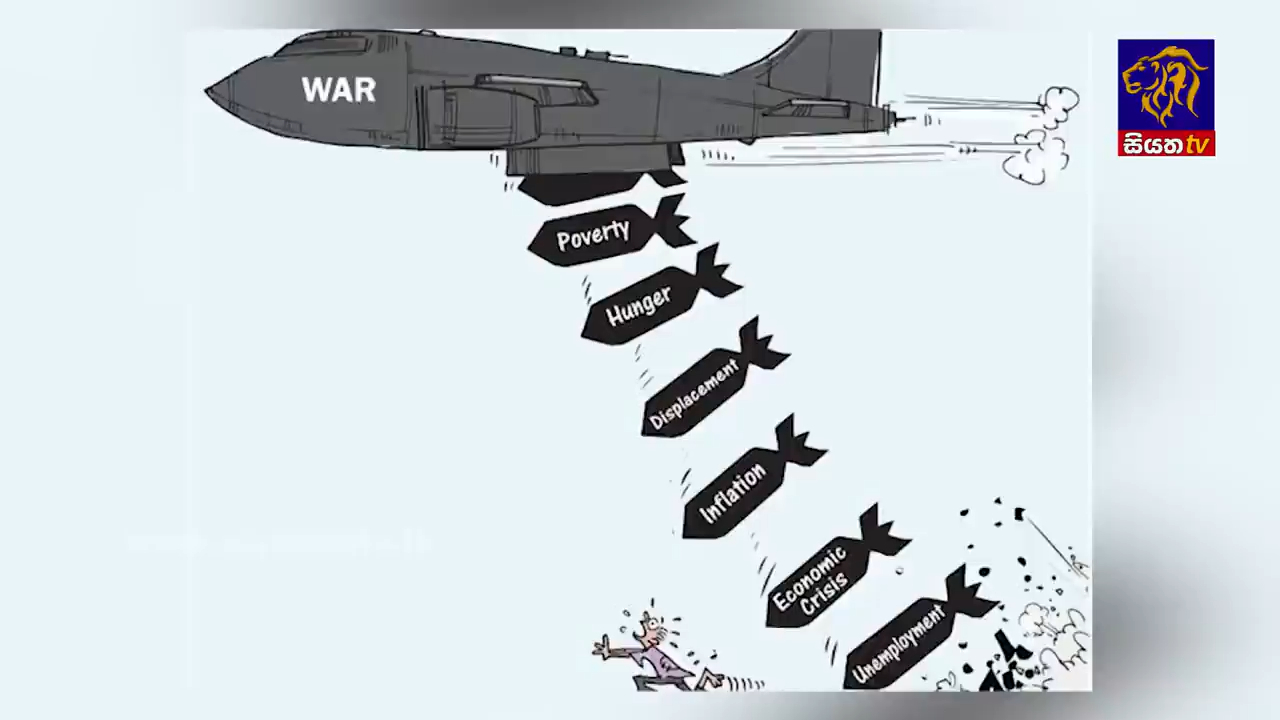 WAR
සියත tv
Poverty
Hunger
Displacement
Inflation
Economic
Crisis
Unemployment